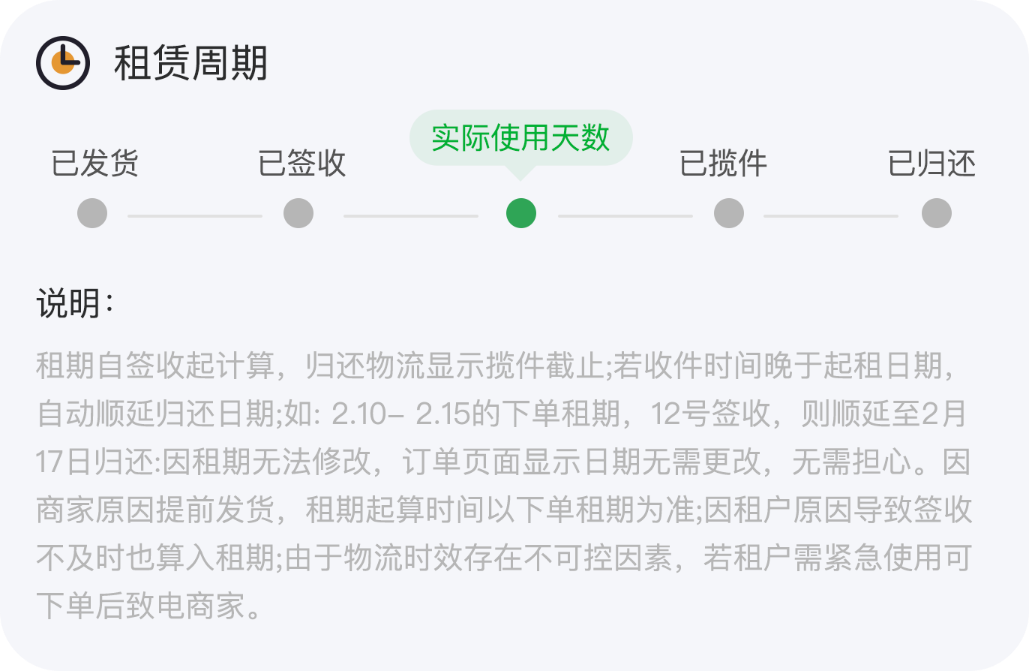 租赁周期
实际使用天数
已发货 已签收 已揽件 已归还
说明：
租期自签收起计算，归还物流显示揽件截止;若收件时间晚于起租日期，
自动顺延归还日期;如: 2.10– 2.15的下单租期，12号签收，则顺延至2月
17日归还:因租期无法修改，订单页面显示日期无需更改，无需担心。因
商家原因提前发货，租期起算时间以下单租期为准;因租户原因导致签收
不及时也算入租期;由于物流时效存在不可控因素，若租户需紧急使用可
下单后致电商家。